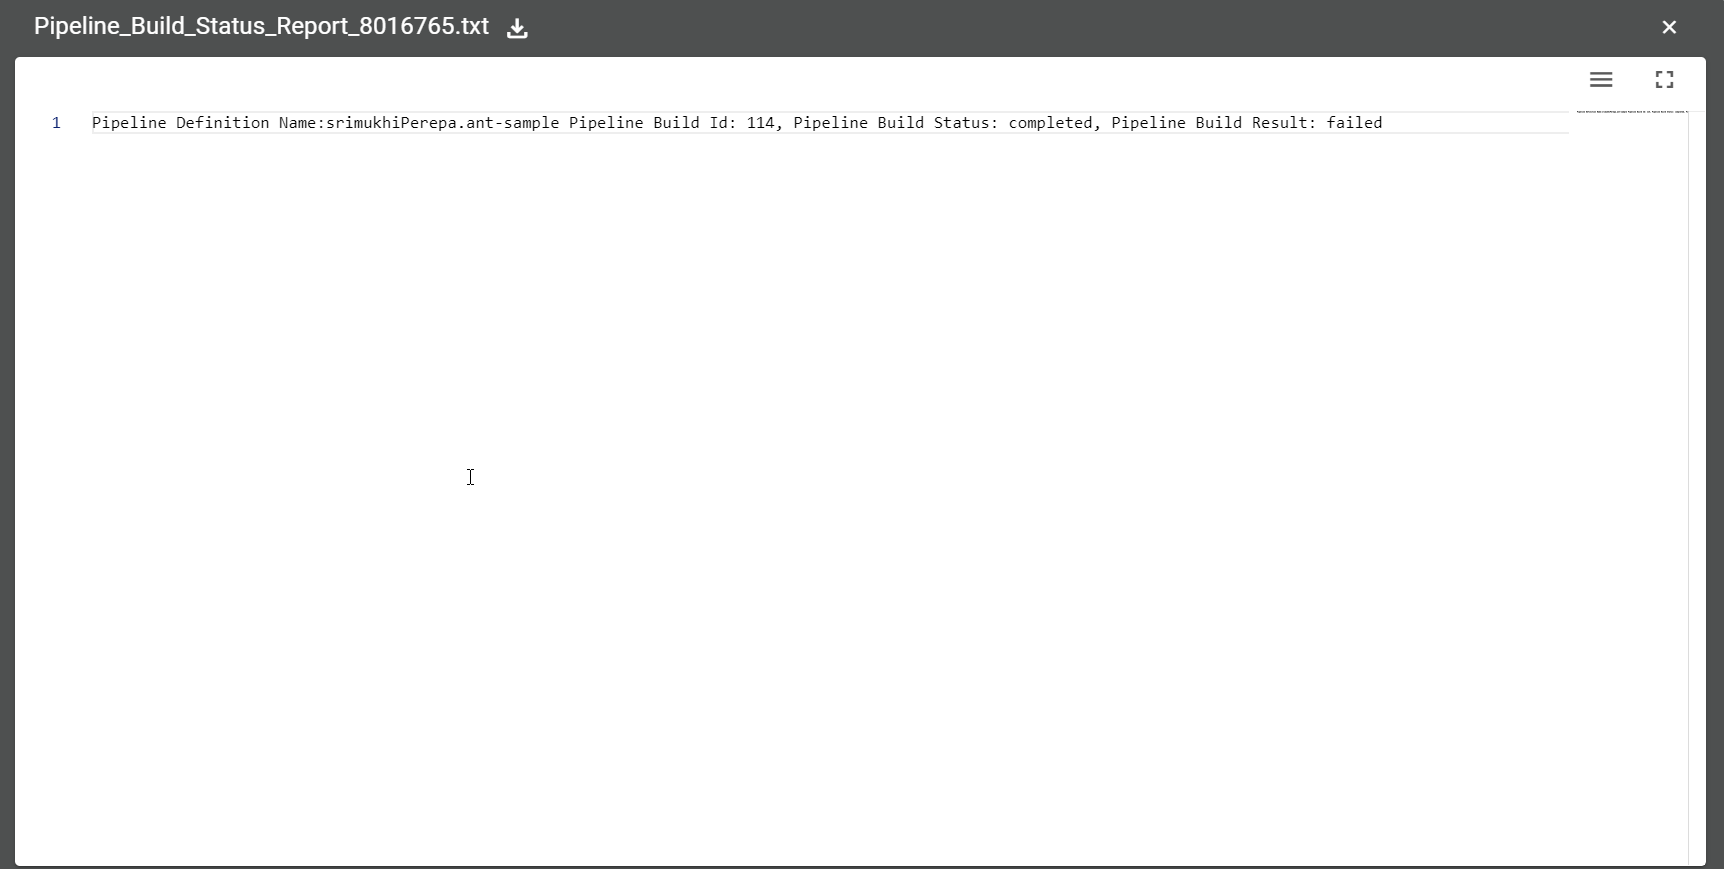 Pipeline_Build_Status_Report_8016765.txt
1 Pipeline Definition Name:srimukhiPerepa.ant-sample Pipeline Build Id: 114, Pipeline Build Status: completed, Pipeline Build Result: failed